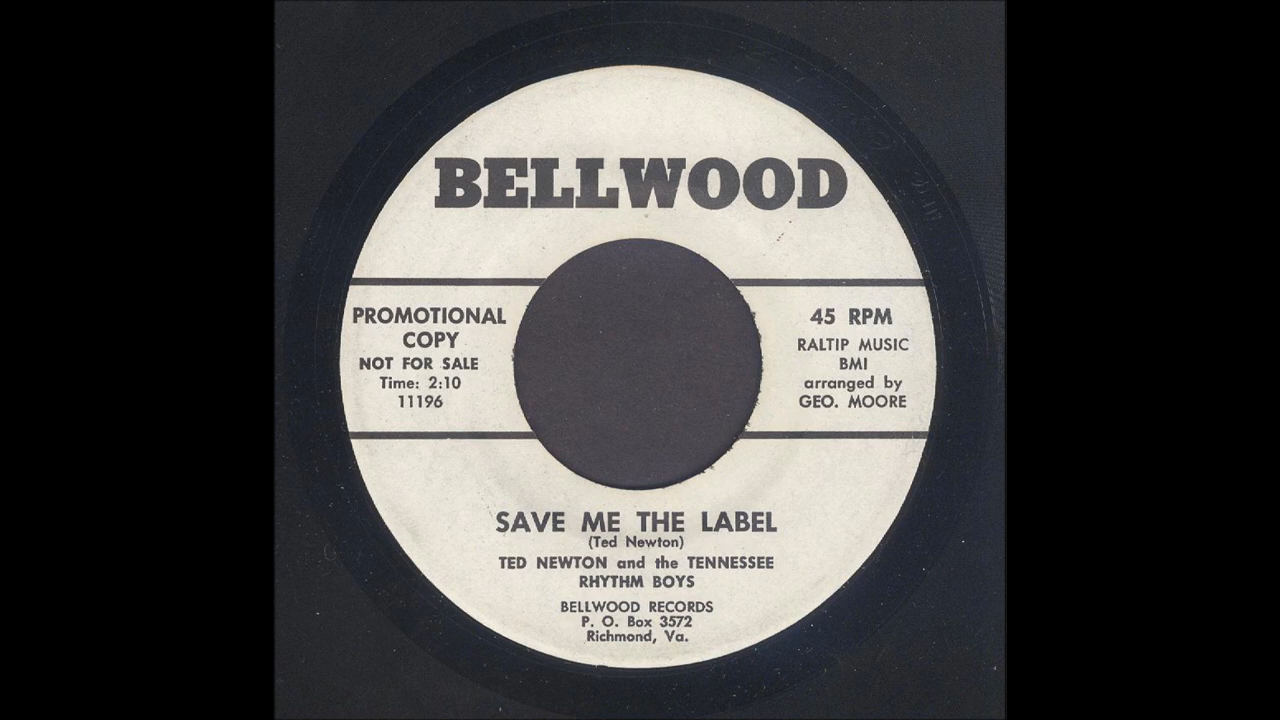 BELLWOOD
PROMOTIONAL
COPY
NOT FOR SALE
Time: 2:10
11196
45 RPM
RALTIP MUSIC
BMI
arranged by
GEO. MOORE
SAVE ME THE LABEL
(Ted Newton)
TED NEWTON and the TENNESSEE
RHYTHM BOYS
BELLWOOD RECORDS
P. O. Box 3572
Richmond, Va.